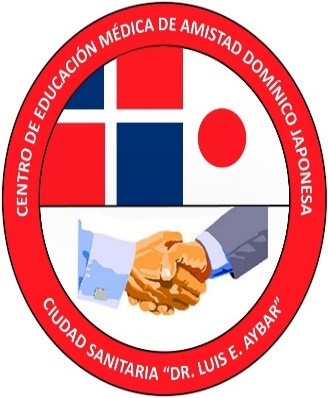 CENTRO DE EDUCACIÓN MÉDICA DE AMISTAD DOMÍNICO JAPONESA
CIUDAD SANITARIA "DR. LUIS E. AYBAR"